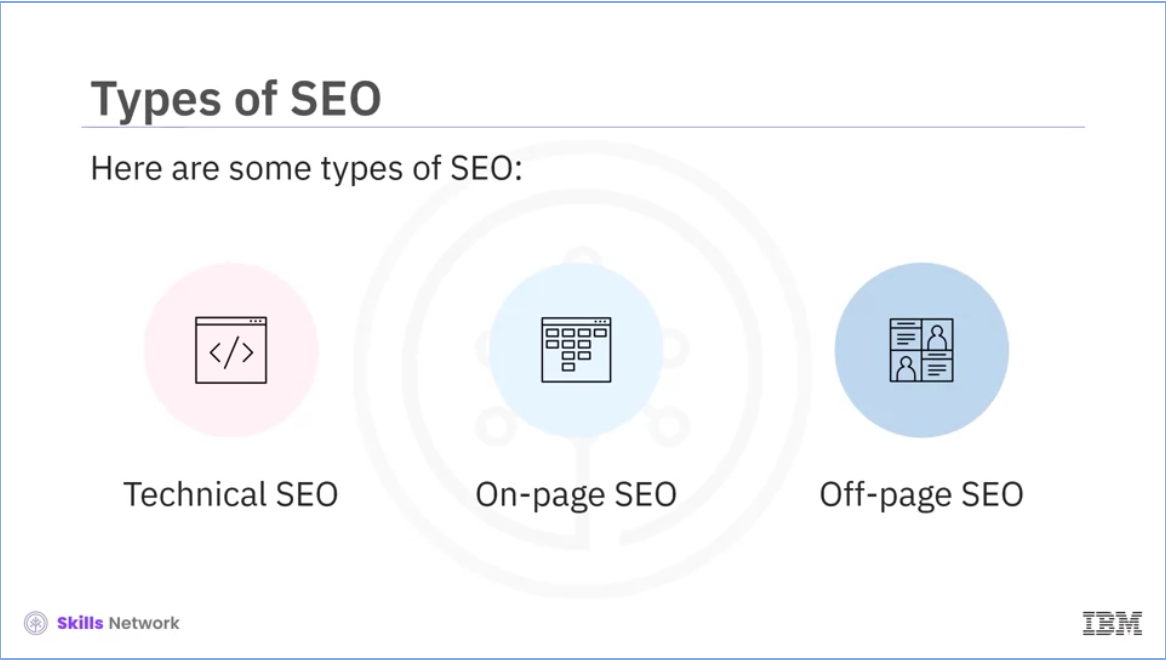 Types of SEO
Here are some types of SEO:
</>
Technical SEO
On-page SEO
Off-page SEO
Skills Network
IBM